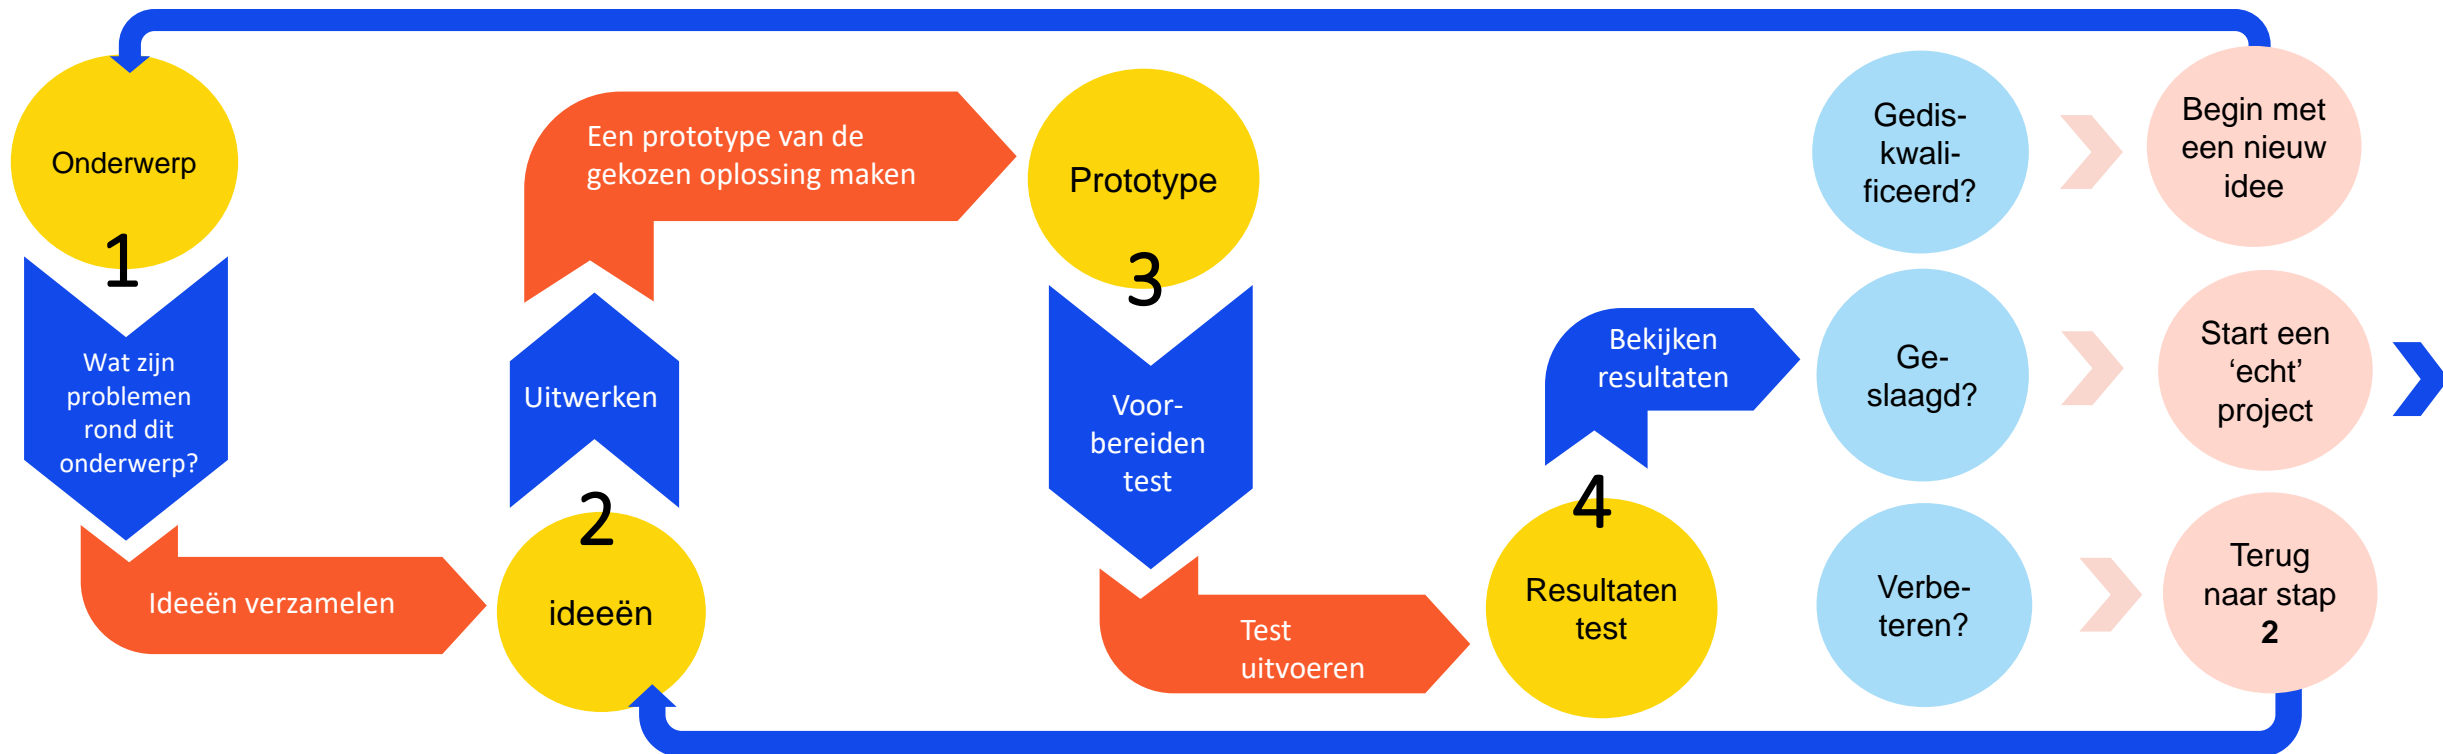 Onderwerp
1
Wat zijn
problemen
rond dit
onderwerp?
Ideeën verzamelen
2
ideeën
Uitwerken
Een prototype van de
gekozen oplossing maken
Prototype
3
Voor-
bereiden
test
Test
uitvoeren
4
Resultaten
test
Bekijken
resultaten
Gedis-
kwali-
ficeerd?
Begin met
een nieuw
idee
Ge-
slaagd?
Start een
‘echt’
project
Verbe-
teren?
Terug
naar stap
2